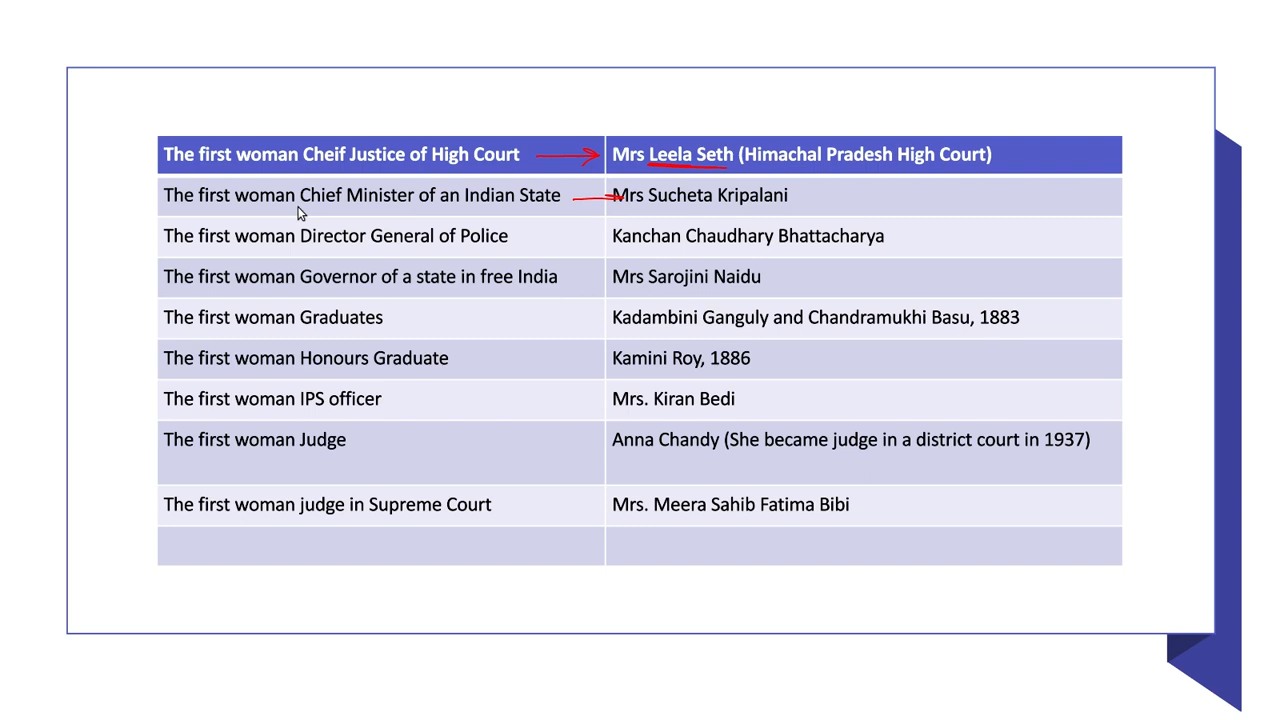 The first woman Cheif Justice of High Court Mrs Leela Seth (Himachal Pradesh High Court)
The first woman Chief Minister of an Indian State Mrs Sucheta Kripalani
The first woman Director General of Police Kanchan Chaudhary Bhattacharya
The first woman Governor of a state in free India Mrs Sarojini Naidu
The first woman Graduates Kadambini Ganguly and Chandramukhi Basu, 1883
The first woman Honours Graduate Kamini Roy, 1886
The first woman IPS officer Mrs. Kiran Bedi
The first woman Judge Anna Chandy (She became judge in a district court in 1937)
The first woman judge in Supreme Court Mrs. Meera Sahib Fatima Bibi